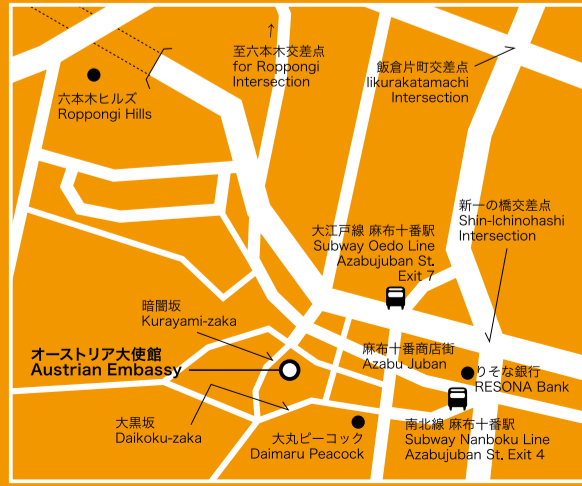 ↑
至六本木交差点
for Roppongi
Intersection
飯倉片町交差点
Iikurakatamachi
Intersection
六本木ヒルズ
Roppongi Hills
新一の橋交差点
Shin-Ichinohashi
Intersection
大江戸線 麻布十番駅
Subway Oedo Line
Azabujuban St.
Exit 7
暗闇坂
Kurayami-zaka
オーストリア大使館
Austrian Embassy
麻布十番商店街
Azabu Juban
りそな銀行
RESONA Bank
大黒坂
Daikoku-zaka
大丸ピーコック
Daimaru Peacock
南北線 麻布十番駅
Subway Nanboku Line
Azabujuban St. Exit 4